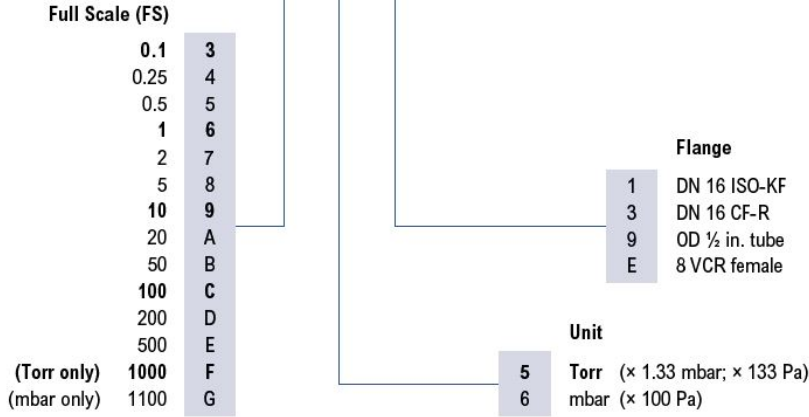 Full Scale (FS)
0.1 3
0.25 4
0.5 5
1 6
2 7
5 8
10 9
20 A
50 B
100 C
200 D
500 E
(Torr only) 1000 F
(mbar only) 1100 G
Flange
1 DN 16 ISO-KF
3 DN 16 CF-R
9 OD ½ in. tube
E 8 VCR female
Unit
5 Torr (× 1.33 mbar; × 133 Pa)
6 mbar (× 100 Pa)